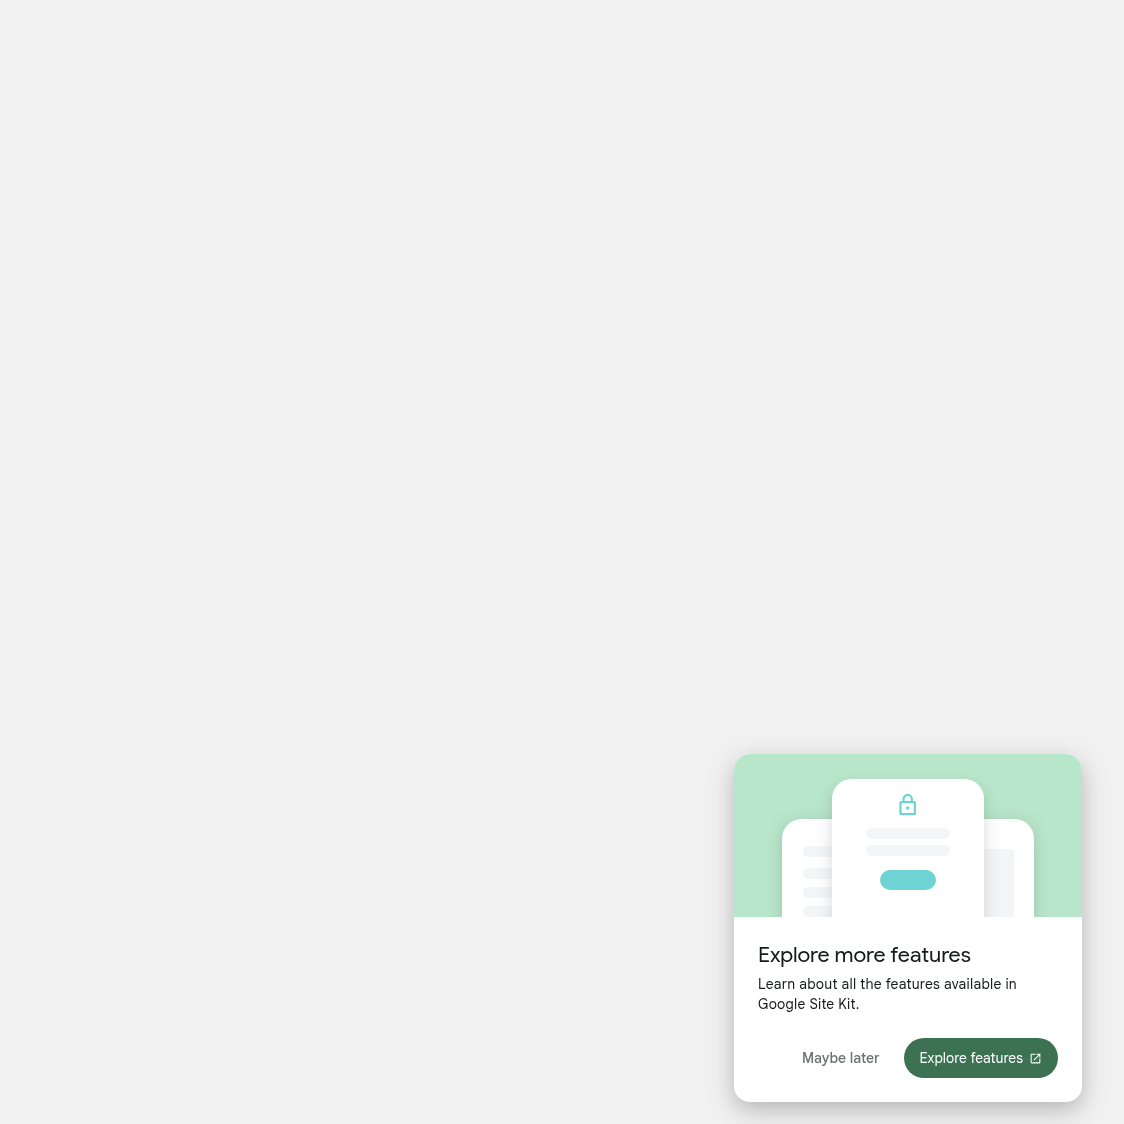 Explore more features
Learn about all the features available in
Google Site Kit.
Maybe later
Explore features